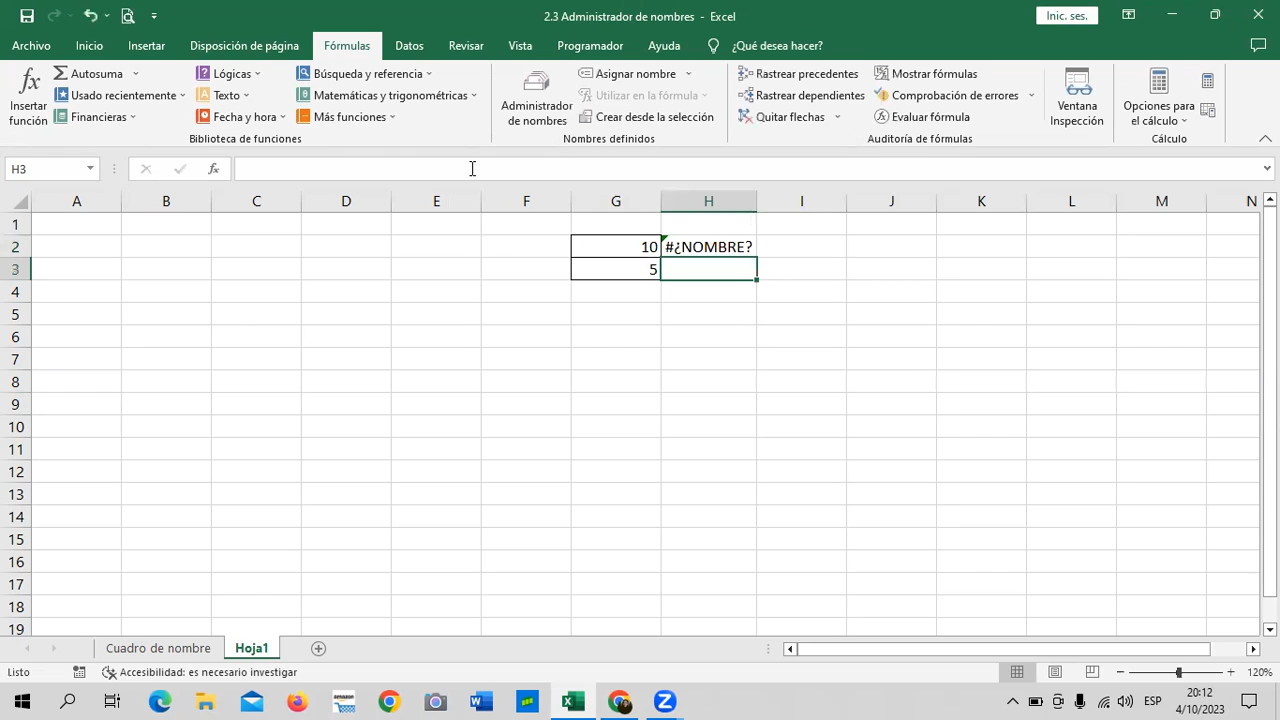 2.3 Administrador de nombres - Excel
Inic. ses.
Archivo Inicio Insertar Disposición de página Fórmulas Datos Revisar Vista Programador Ayuda ¿Qué desea hacer?
Insertar función
Autosuma
Usado recientemente
Financieras
Lógicas
Texto
Fecha y hora
Búsqueda y referencia
Matemáticas y trigonométricas
Más funciones
Biblioteca de funciones
Administrador de nombres
Asignar nombre
Utilizar en la fórmula
Crear desde la selección
Nombres definidos
Rastrear precedentes
Rastrear dependientes
Quitar flechas
Mostrar fórmulas
Comprobación de errores
Evaluar fórmula
Auditoría de fórmulas
Ventana Inspección
Opciones para el cálculo
Cálculo
H3
fx
A B C D E F G H I J K L M N
1
2 10 #¿NOMBRE?
3 5
4
5
6
7
8
9
10
11
12
13
14
15
16
17
18
19
Cuadro de nombre Hoja1
Listo Accesibilidad: es necesario investigar 120%
ESP 20:12
4/10/2023